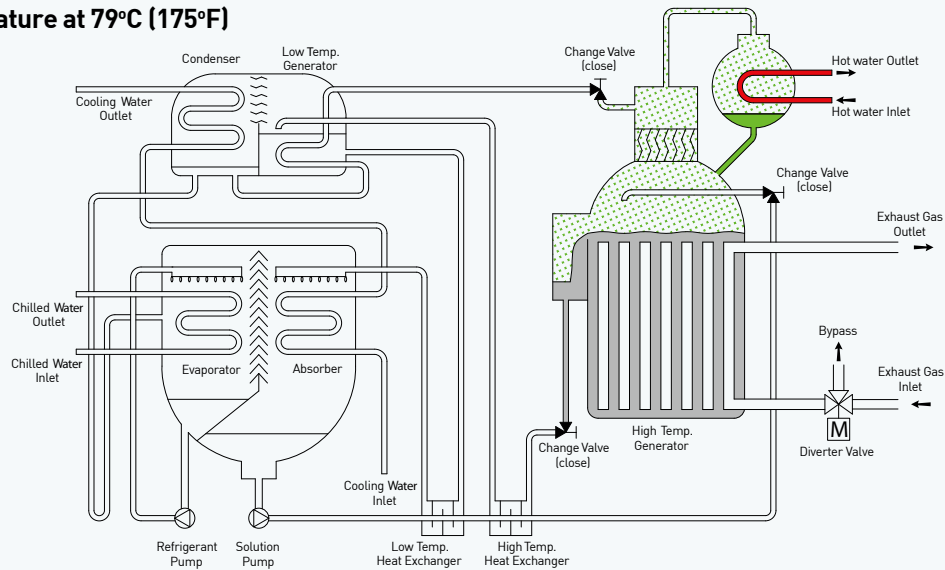 ature at 79ºC (175ºF)
Condenser
Low Temp.
Generator
Change Valve
(close)
Hot water Outlet
Hot water Inlet
Cooling Water
Outlet
Change Valve
(close)
Exhaust Gas
Outlet
Chilled Water
Outlet
Chilled Water
Inlet
Evaporator
Absorber
Bypass
Exhaust Gas
Inlet
M
Diverter Valve
High Temp.
Generator
Change Valve
(close)
Cooling Water
Inlet
Refrigerant
Pump
Solution
Pump
Low Temp.
Heat Exchanger
High Temp.
Heat Exchanger